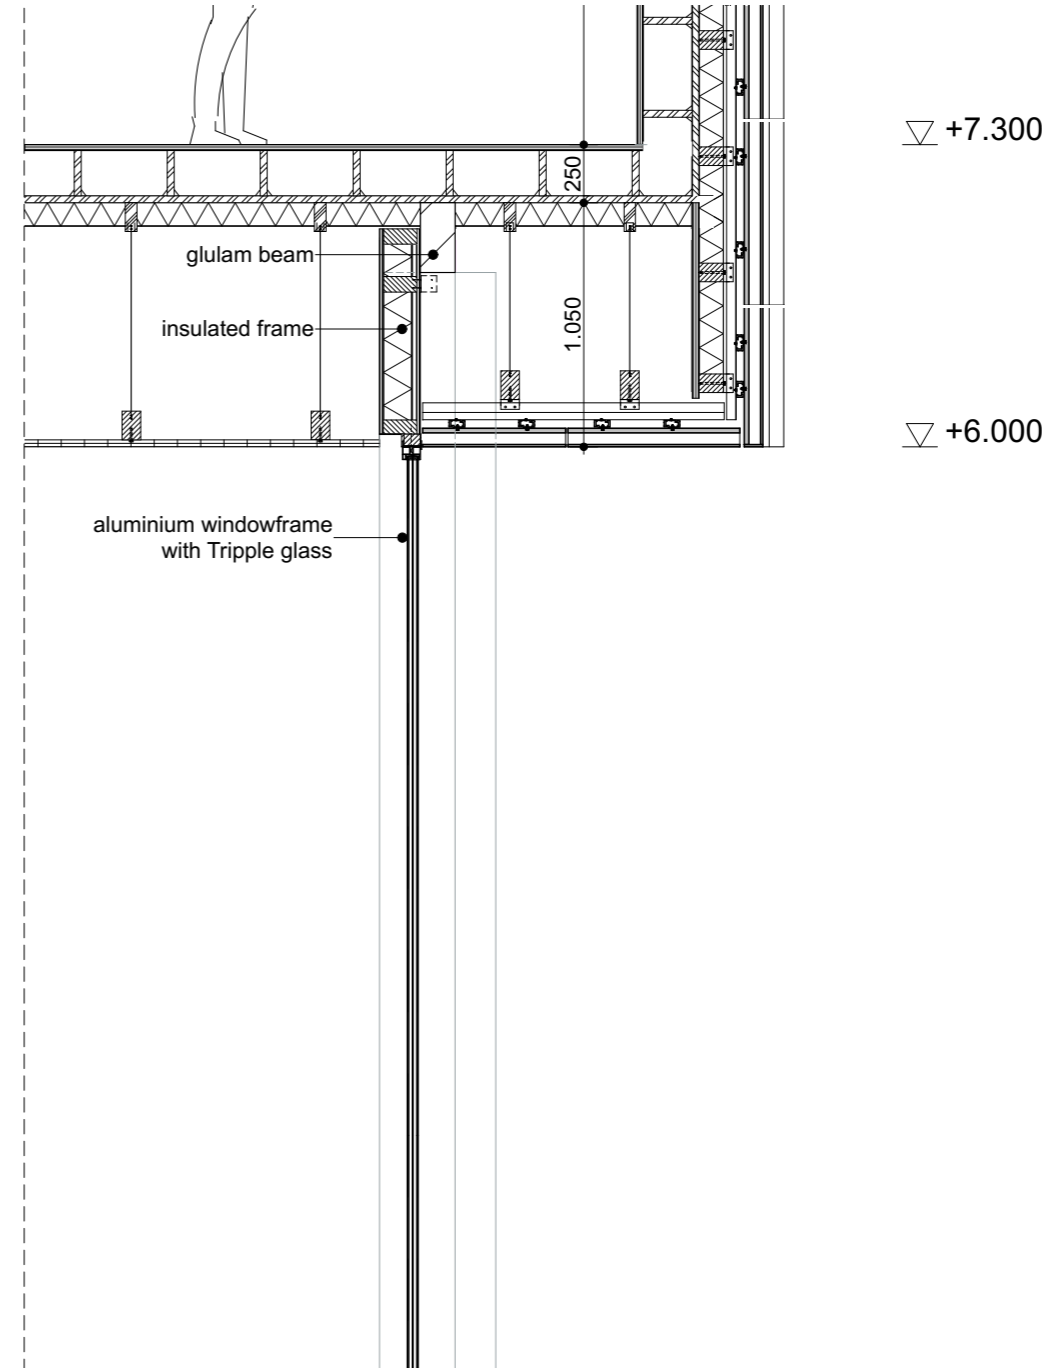 +7.300
250
glulam beam
insulated frame
1.050
+6.000
aluminium windowframe
with Tripple glass